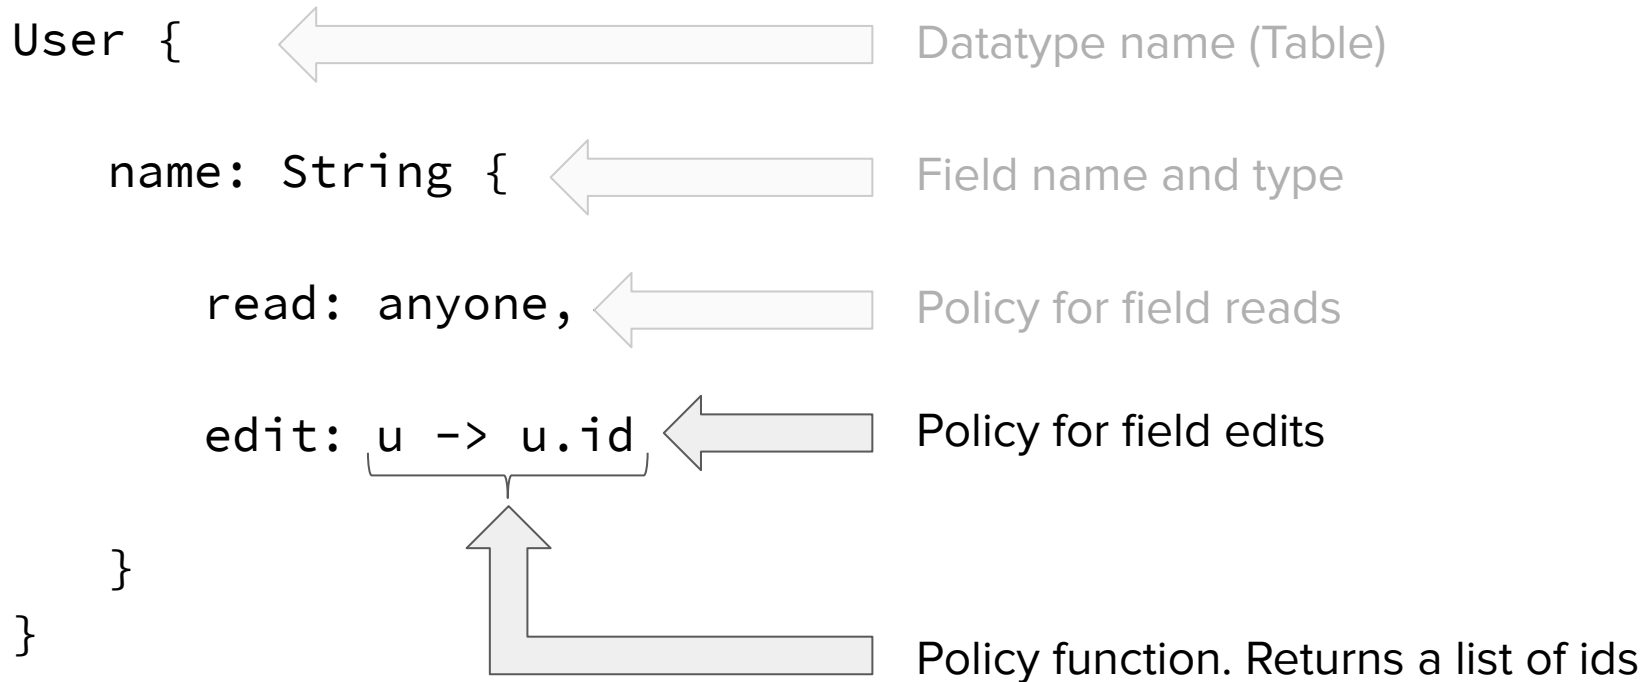 User { Datatype name (Table)
name: String { Field name and type
read: anyone, Policy for field reads
edit: u -> u.id Policy for field edits
}
}
Policy function. Returns a list of ids